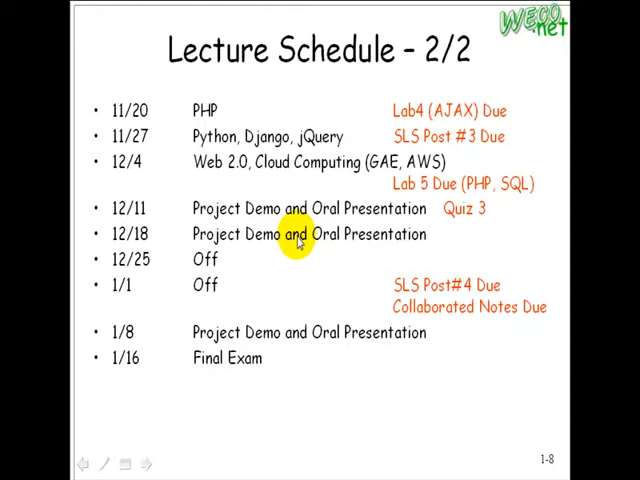 WECO
.net
Lecture Schedule – 2/2
• 11/20 PHP Lab4 (AJAX) Due
• 11/27 Python, Django, jQuery SLS Post #3 Due
• 12/4 Web 2.0, Cloud Computing (GAE, AWS)
Lab 5 Due (PHP, SQL)
• 12/11 Project Demo and Oral Presentation Quiz 3
• 12/18 Project Demo and Oral Presentation
• 12/25 Off
• 1/1 Off SLS Post#4 Due
Collaborated Notes Due
• 1/8 Project Demo and Oral Presentation
• 1/16 Final Exam
1-8